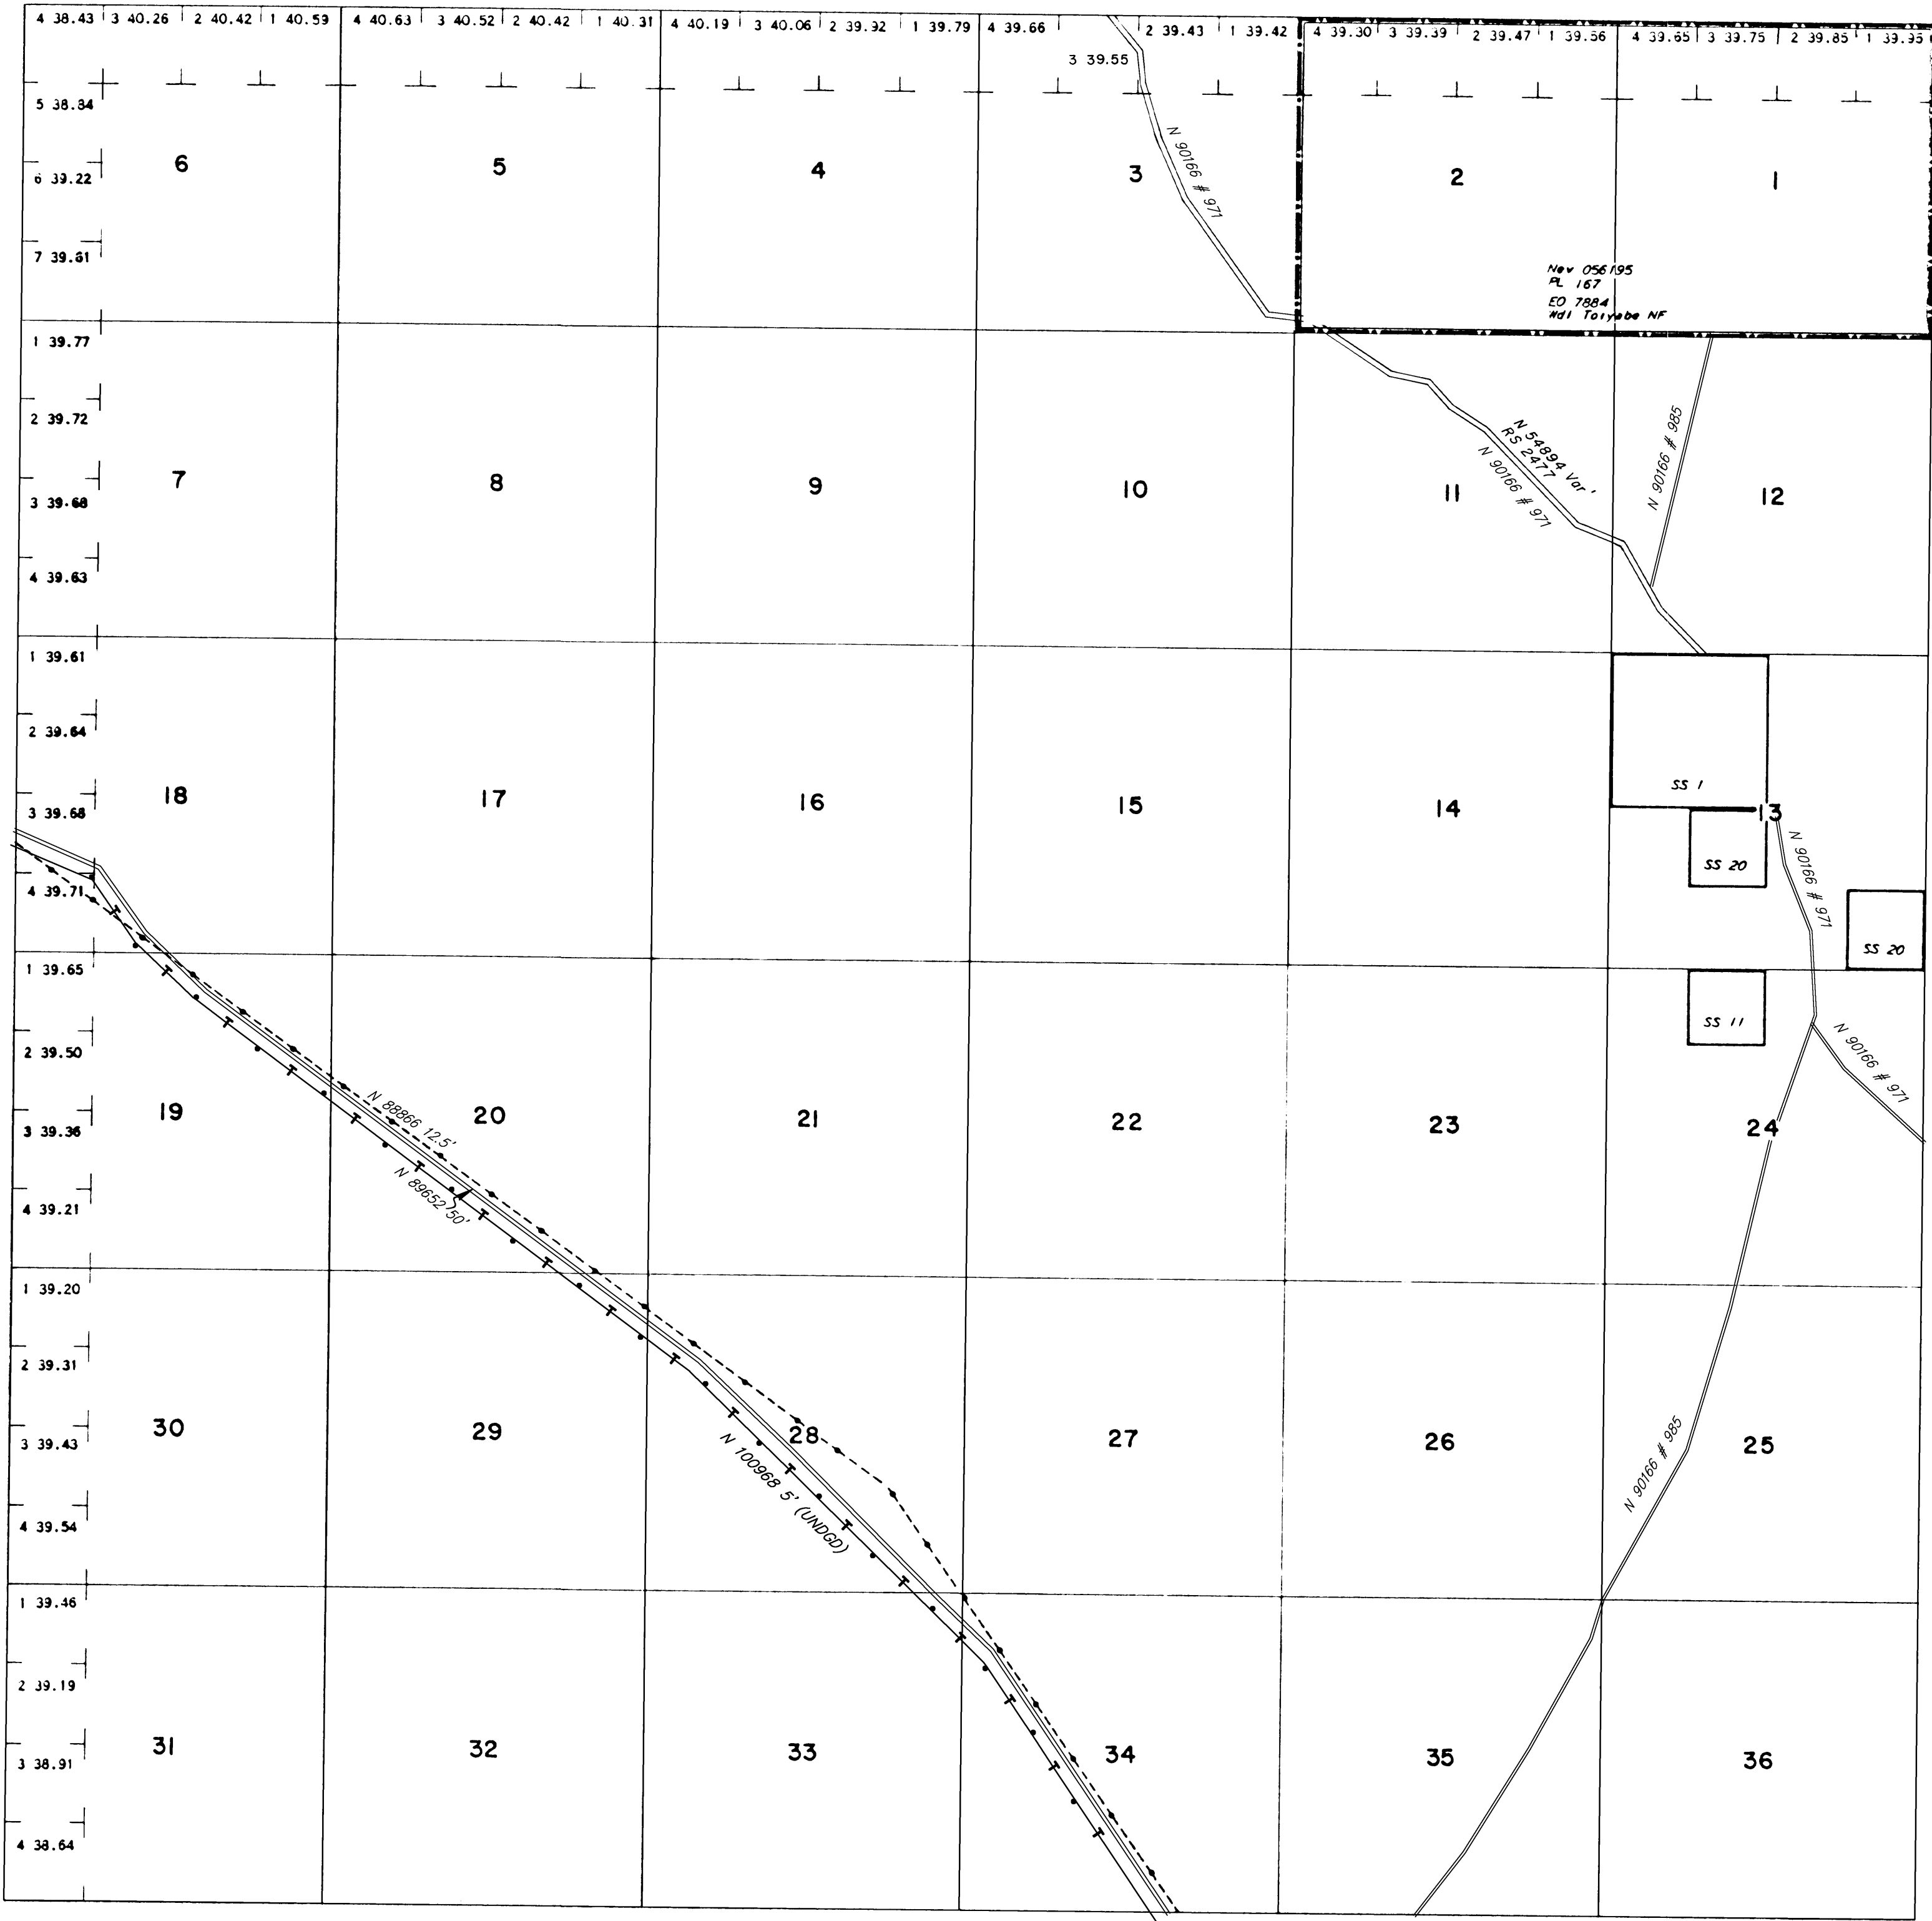 4 38.43 3 40.26 2 40.42 1 40.59 4 40.63 3 40.52 2 40.42 1 40.31 4 40.19 3 40.06 2 39.92 1 39.79 4 39.66 2 39.43 1 39.42 4 39.30 3 39.39 2 39.47 1 39.56 4 39.65 3 39.75 2 39.85 1 39.95
3 39.55
5 38.84
6 5 4 3 2 1
6 39.22
N 90166 # 971
7 39.61
Nev 056195
PL 167
EO 7884
Wdl Toiyabe NF
1 39.77
2 39.72
N 54894 Var'
RS 2477
N 90166 # 971
N 90166 # 985
7 8 9 10 11 12
3 39.68
4 39.63
1 39.61
2 39.64
SS 1
18 17 16 15 14 13
3 39.68
SS 20
N 90166 # 971
4 39.71
SS 20
1 39.65
SS 11
2 39.50
N 90166 # 971
19 20 21 22 23 24
N 88866 12.5'
3 39.36
N 89652 50'
4 39.21
1 39.20
2 39.31
30 29 28 27 26 25
3 39.43
N 100968 5' (UNDGD)
N 90166 # 985
4 39.54
1 39.46
2 39.19
31 32 33 34 35 36
3 38.91
4 38.64